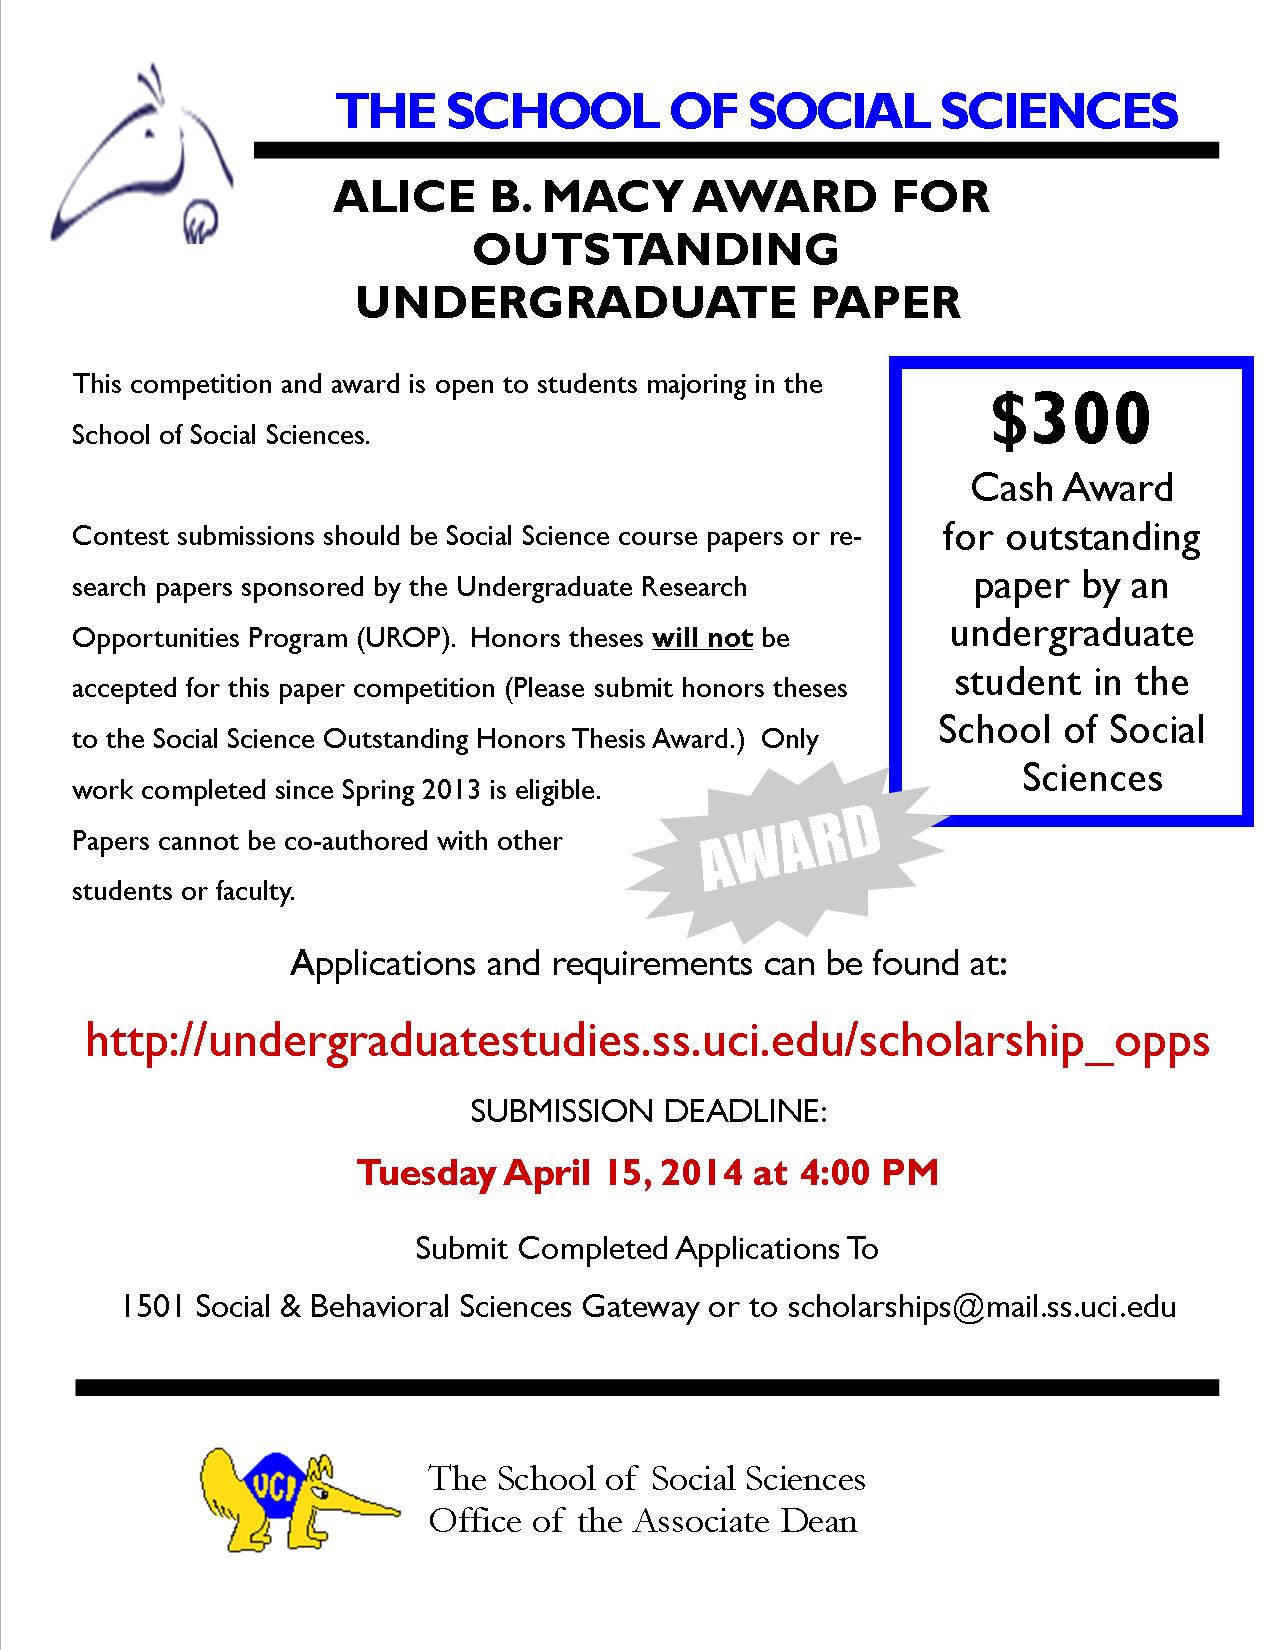 THE SCHOOL OF SOCIAL SCIENCES
ALICE B. MACY AWARD FOR
OUTSTANDING
UNDERGRADUATE PAPER
This competition and award is open to students majoring in the
School of Social Sciences.
Contest submissions should be Social Science course papers or re-
search papers sponsored by the Undergraduate Research
Opportunities Program (UROP).  Honors theses will not be
accepted for this paper competition (Please submit honors theses
to the Social Science Outstanding Honors Thesis Award.)  Only
work completed since Spring 2013 is eligible.
Papers cannot be co-authored with other
students or faculty.
$300
Cash Award
for outstanding
paper by an
undergraduate
student in the
School of Social
Sciences
AWARD
Applications and requirements can be found at:
http://undergraduatestudies.ss.uci.edu/scholarship_opps
SUBMISSION DEADLINE:
Tuesday April 15, 2014 at 4:00 PM
Submit Completed Applications To
1501 Social & Behavioral Sciences Gateway or to scholarships@mail.ss.uci.edu
UCI
The School of Social Sciences
Office of the Associate Dean